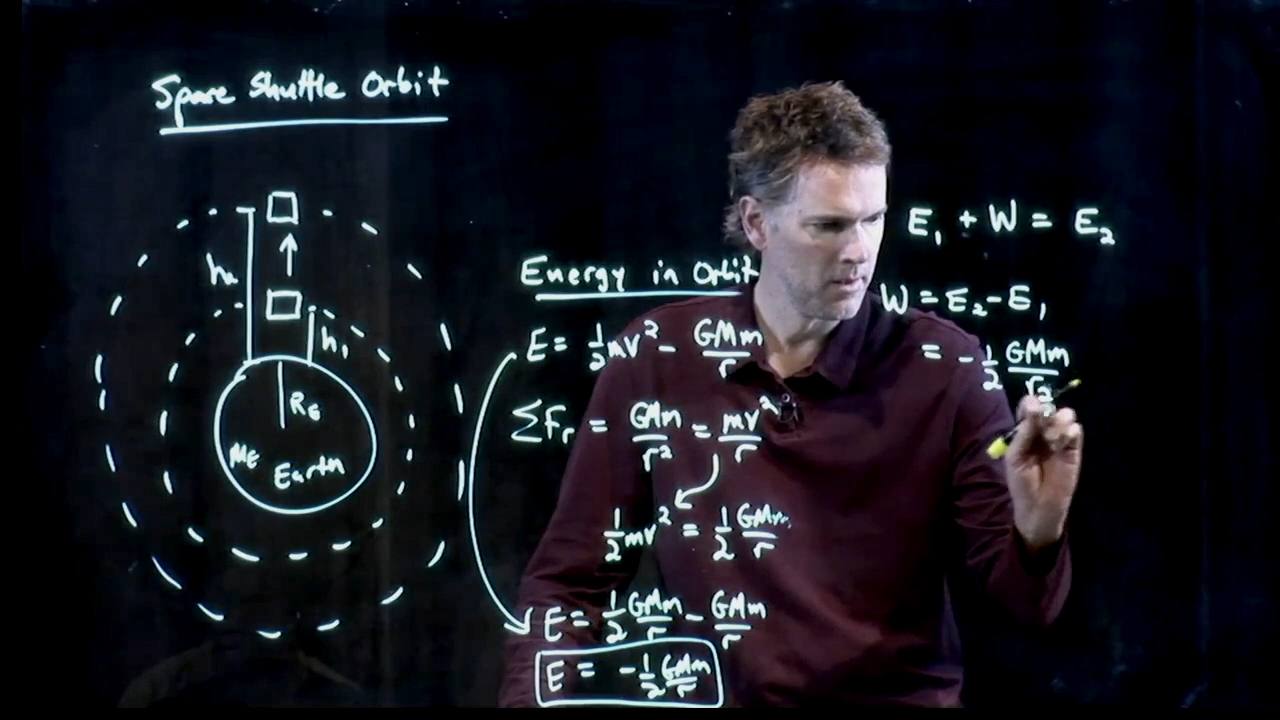 Space Shuttle Orbit
h₂
h₁
R_E
M_E
Earth
Energy in Orbit
E = ½mv² - GMm/r
ΣF_r = GMm/r² = mv²/r
½mv² = ½ GMm/r
E = ½ GMm/r - GMm/r
E = -½ GMm/r
E₁ + W = E₂
W = E₂ - E₁
= -½ GMm/r₂